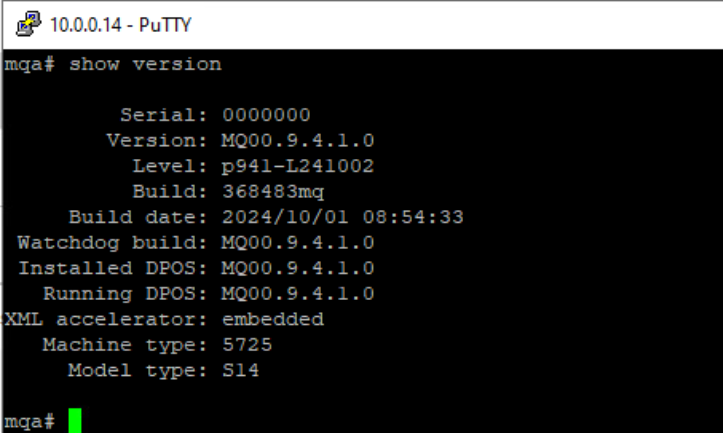 10.0.0.14 - PuTTY
mqa# show version
Serial: 0000000
Version: MQ00.9.4.1.0
Level: p941-L241002
Build: 368483mq
Build date: 2024/10/01 08:54:33
Watchdog build: MQ00.9.4.1.0
Installed DPOS: MQ00.9.4.1.0
Running DPOS: MQ00.9.4.1.0
XML accelerator: embedded
Machine type: 5725
Model type: S14
mqa#